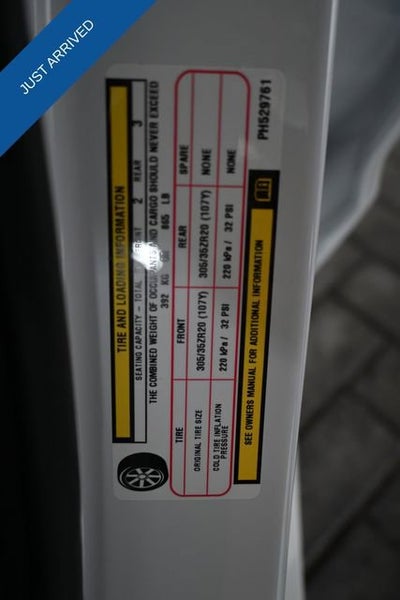 JUST ARRIVED
TIRE AND LOADING INFORMATION
SEATING CAPACITY - TOTAL FRONT 2 REAR 3
THE COMBINED WEIGHT OF OCCUPANTS AND CARGO SHOULD NEVER EXCEED
392 KG OR 865 LB
TIRE FRONT REAR SPARE
ORIGINAL TIRE SIZE 305/35ZR20 (107Y) 305/35ZR20 (107Y) NONE
COLD TIRE INFLATION PRESSURE 220 kPa / 32 PSI 220 kPa / 32 PSI NONE
SEE OWNERS MANUAL FOR ADDITIONAL INFORMATION
PH529761